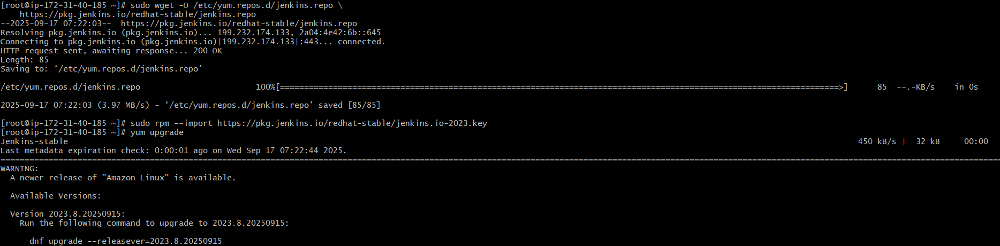 [root@ip-172-31-40-185 ~]# sudo wget -O /etc/yum.repos.d/jenkins.repo \
    https://pkg.jenkins.io/redhat-stable/jenkins.repo
--2025-09-17 07:22:03--  https://pkg.jenkins.io/redhat-stable/jenkins.repo
Resolving pkg.jenkins.io (pkg.jenkins.io)... 199.232.174.133, 2a04:4e42:6b::645
Connecting to pkg.jenkins.io (pkg.jenkins.io)|199.232.174.133|:443... connected.
HTTP request sent, awaiting response... 200 OK
Length: 85
Saving to: ‘/etc/yum.repos.d/jenkins.repo’
/etc/yum.repos.d/jenkins.repo                        100%[====================================================================================================================>]      85  --.-KB/s    in 0s
2025-09-17 07:22:03 (3.97 MB/s) - ‘/etc/yum.repos.d/jenkins.repo’ saved [85/85]
[root@ip-172-31-40-185 ~]# sudo rpm --import https://pkg.jenkins.io/redhat-stable/jenkins.io-2023.key
[root@ip-172-31-40-185 ~]# yum upgrade
Jenkins-stable                                                                                          450 kB/s |  32 kB     00:00
Last metadata expiration check: 0:00:01 ago on Wed Sep 17 07:22:44 2025.
================================================================================================================================================================================================================
WARNING:
  A newer release of "Amazon Linux" is available.
  Available Versions:
  Version 2023.8.20250915:
    Run the following command to upgrade to 2023.8.20250915:
      dnf upgrade --releasever=2023.8.20250915